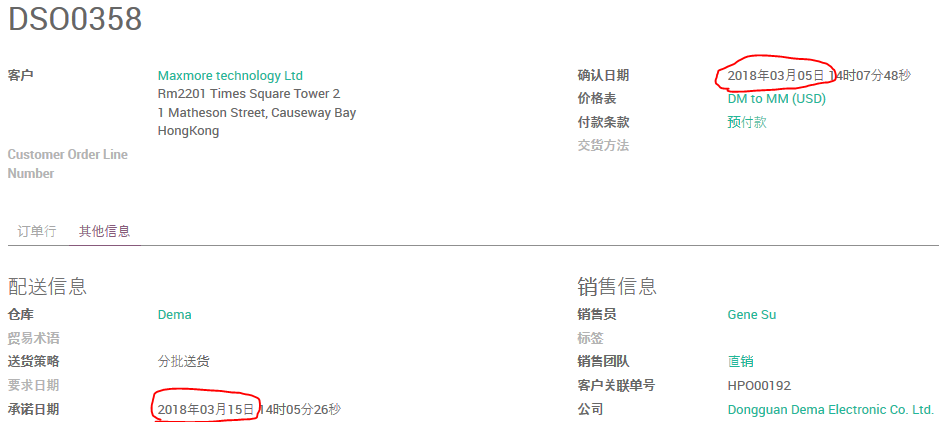 DSO0358
客户
Maxmore technology Ltd
Rm2201 Times Square Tower 2
1 Matheson Street, Causeway Bay
HongKong
Customer Order Line
Number
确认日期 2018年03月05日 14时07分48秒
价格表 DM to MM (USD)
付款条款 预付款
交货方法
订单行 其他信息
配送信息
仓库 Dema
贸易术语
送货策略 分批送货
要求日期
承诺日期 2018年03月15日 14时05分26秒
销售信息
销售员 Gene Su
标签
销售团队 直销
客户关联单号 HPO00192
公司 Dongguan Dema Electronic Co. Ltd.